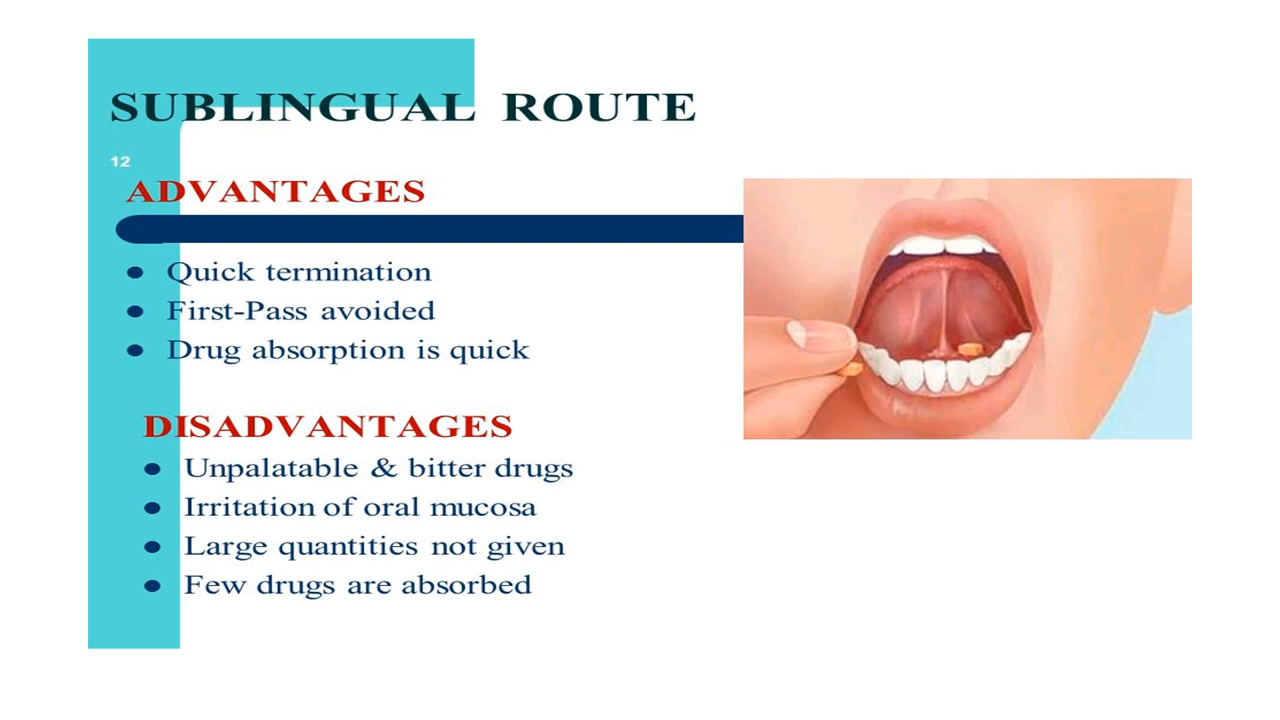 SUBLINGUAL ROUTE
12
ADVANTAGES
Quick termination
First-Pass avoided
Drug absorption is quick
DISADVANTAGES
Unpalatable & bitter drugs
Irritation of oral mucosa
Large quantities not given
Few drugs are absorbed